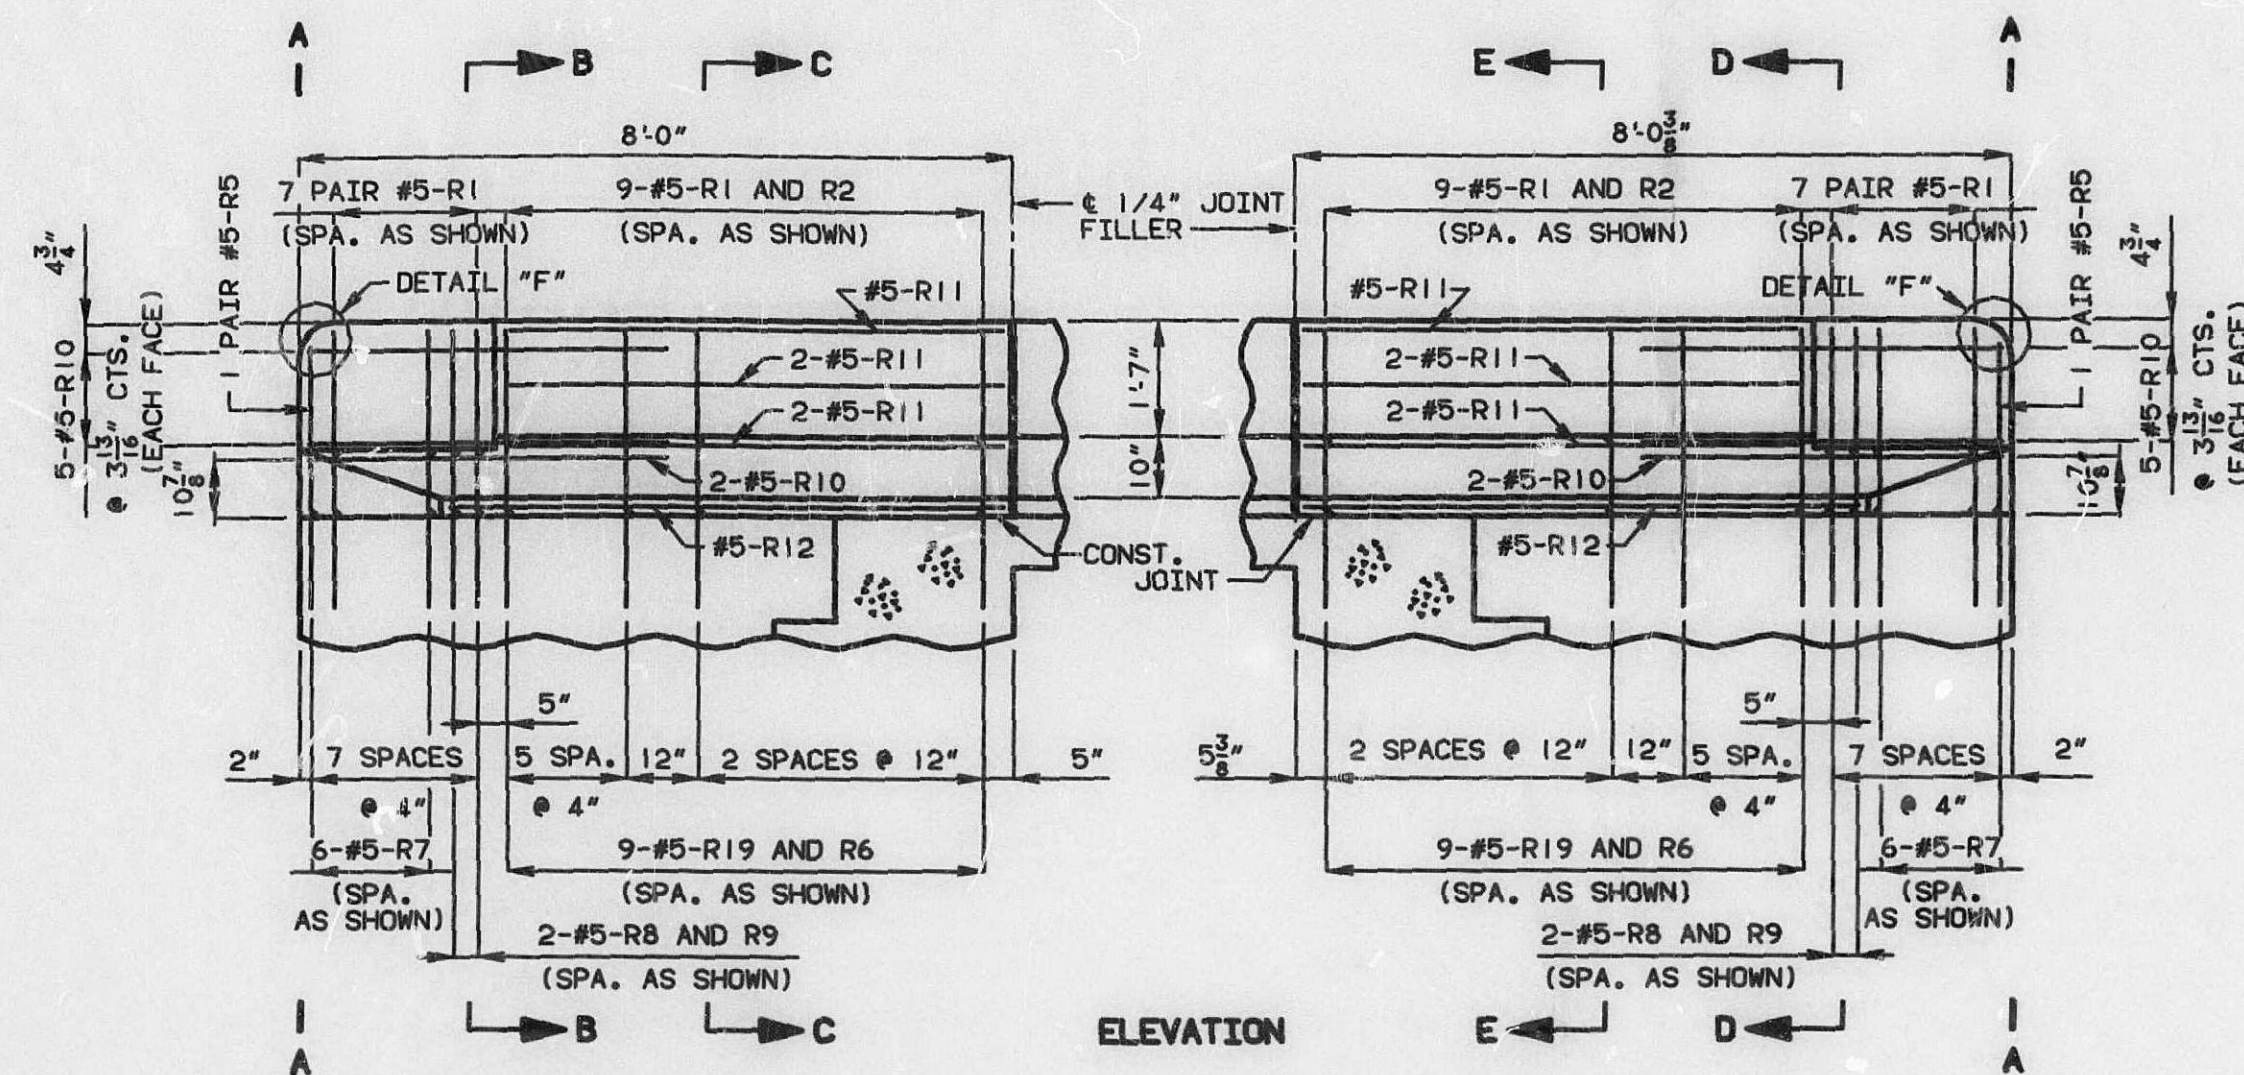 A
B
C
E
D
A
8'-0"
8'-0 3/8"
7 PAIR #5-R1
(SPA. AS SHOWN)
9-#5-R1 AND R2
(SPA. AS SHOWN)
℄ 1/4" JOINT
FILLER
9-#5-R1 AND R2
(SPA. AS SHOWN)
7 PAIR #5-R1
(SPA. AS SHOWN)
1 PAIR #5-R5
1 PAIR #5-R5
4 3/4"
4 3/4"
DETAIL "F"
#5-R11
#5-R11
DETAIL "F"
5-#5-R10
@ 3 13/16" CTS.
(EACH FACE)
2-#5-R11
1'-7"
2-#5-R11
5-#5-R10
@ 3 13/16" CTS.
(EACH FACE)
2-#5-R11
2-#5-R11
10 7/8"
2-#5-R10
10"
2-#5-R10
10 7/8"
#5-R12
CONST.
JOINT
#5-R12
5"
5"
2"
7 SPACES
@ 4"
5 SPA.
@ 4"
12"
2 SPACES @ 12"
5"
5 3/8"
2 SPACES @ 12"
12"
5 SPA.
@ 4"
7 SPACES
@ 4"
2"
6-#5-R7
(SPA.
AS SHOWN)
9-#5-R19 AND R6
(SPA. AS SHOWN)
9-#5-R19 AND R6
(SPA. AS SHOWN)
6-#5-R7
(SPA.
AS SHOWN)
2-#5-R8 AND R9
(SPA. AS SHOWN)
2-#5-R8 AND R9
(SPA. AS SHOWN)
A
B
C
ELEVATION
E
D
A